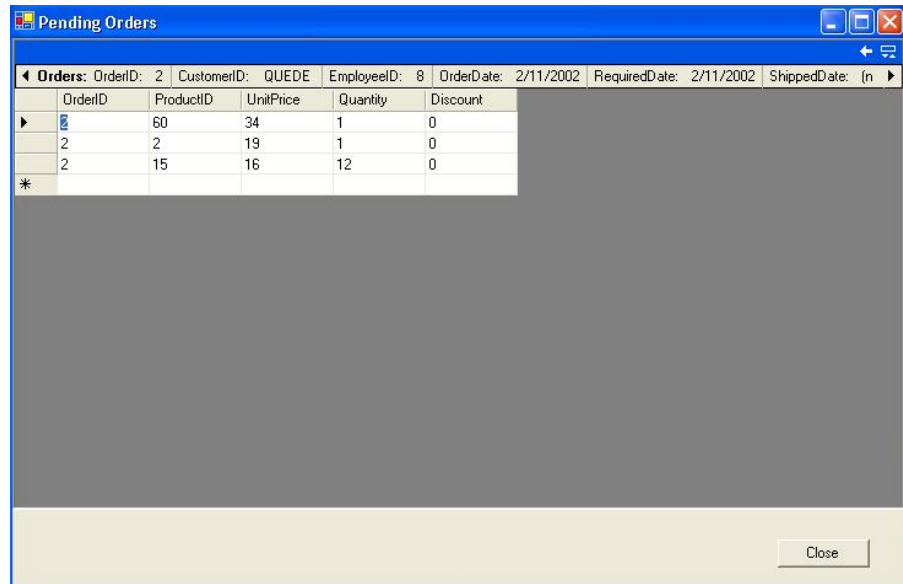 Pending Orders
Orders: OrderID: 2 CustomerID: QUEDE EmployeeID: 8 OrderDate: 2/11/2002 RequiredDate: 2/11/2002 ShippedDate: (n
OrderID ProductID UnitPrice Quantity Discount
2 60 34 1 0
2 2 19 1 0
2 15 16 12 0
Close